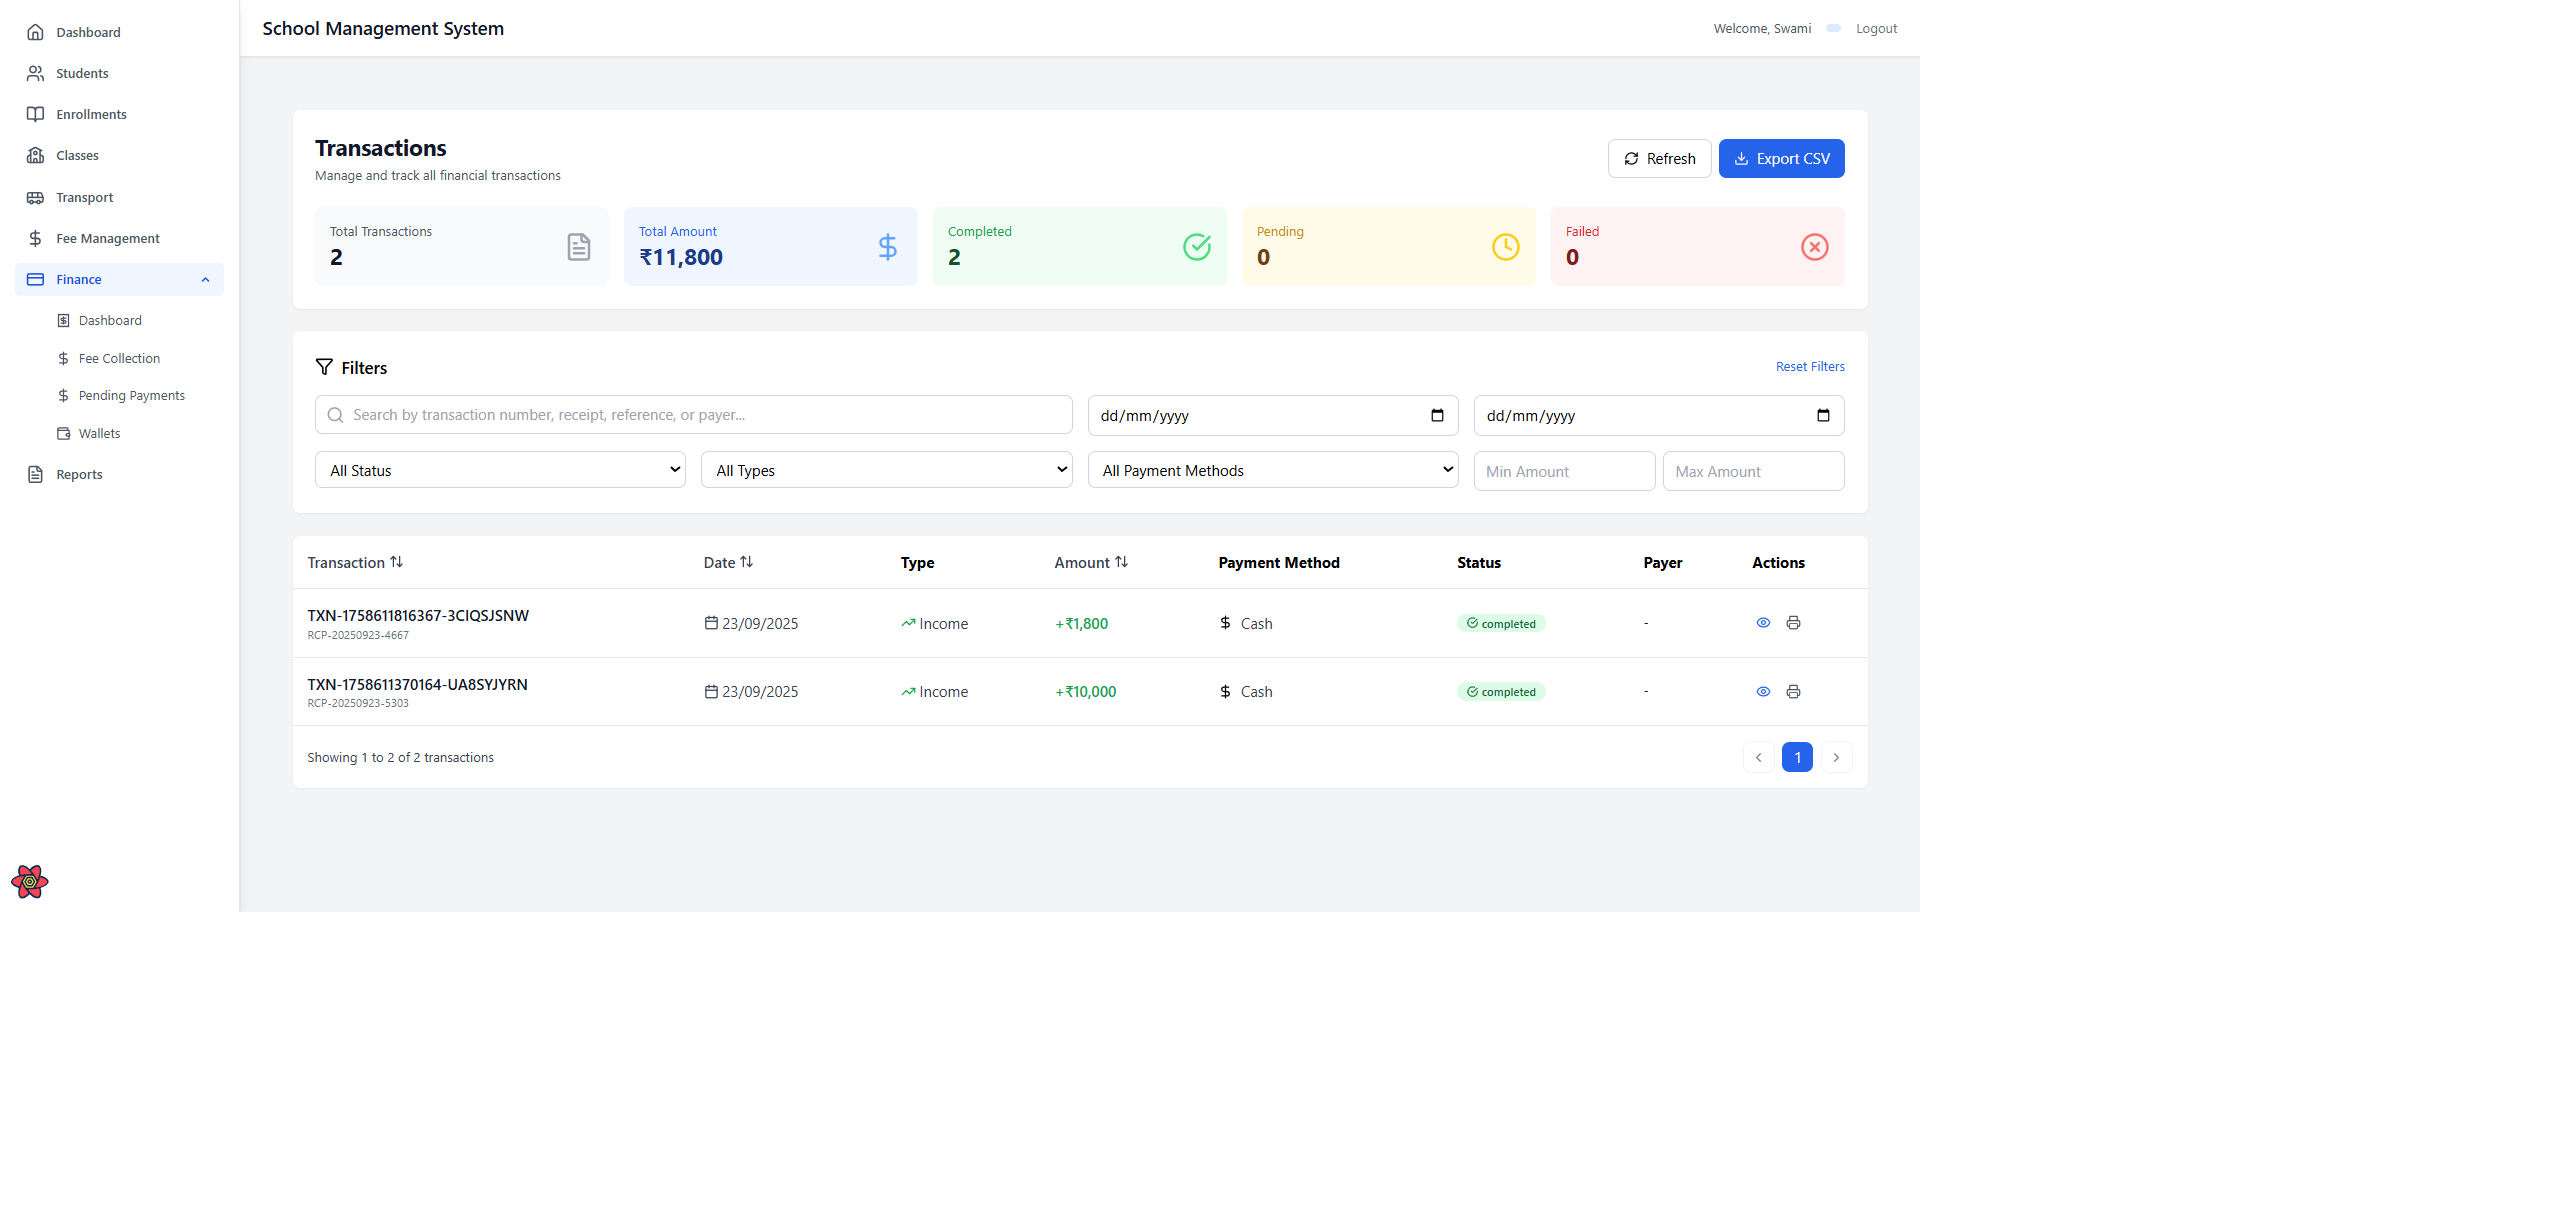 School Management System
Welcome, Swami
Logout
Dashboard
Students
Enrollments
Classes
Transport
Fee Management
Finance
Dashboard
Fee Collection
Pending Payments
Wallets
Reports
Transactions
Manage and track all financial transactions
Refresh
Export CSV
Total Transactions
2
Total Amount
₹11,800
Completed
2
Pending
0
Failed
0
Filters
Reset Filters
Search by transaction number, receipt, reference, or payer...
dd/mm/yyyy
dd/mm/yyyy
All Status
All Types
All Payment Methods
Min Amount
Max Amount
Transaction Date Type Amount Payment Method Status Payer Actions
TXN-1758611816367-3CIQSJSNW
RCP-20250923-4667
23/09/2025 Income +₹1,800 $ Cash completed -
TXN-1758611370164-UA8SYJYRN
RCP-20250923-5303
23/09/2025 Income +₹10,000 $ Cash completed -
Showing 1 to 2 of 2 transactions
1